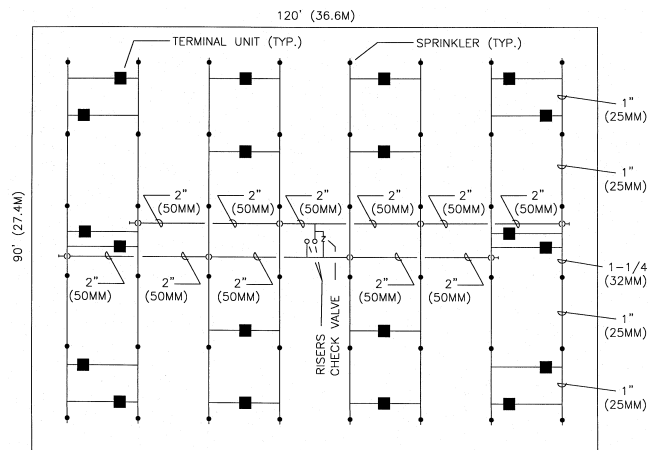 120' (36.6M)
TERMINAL UNIT (TYP.)
SPRINKLER (TYP.)
1"
(25MM)
1"
(25MM)
90' (27.4M)
2"
(50MM)
2"
(50MM)
2"
(50MM)
2"
(50MM)
2"
(50MM)
2"
(50MM)
2"
(50MM)
2"
(50MM)
2"
(50MM)
2"
(50MM)
2"
(50MM)
1-1/4
(32MM)
RISERS
CHECK VALVE
1"
(25MM)
1"
(25MM)